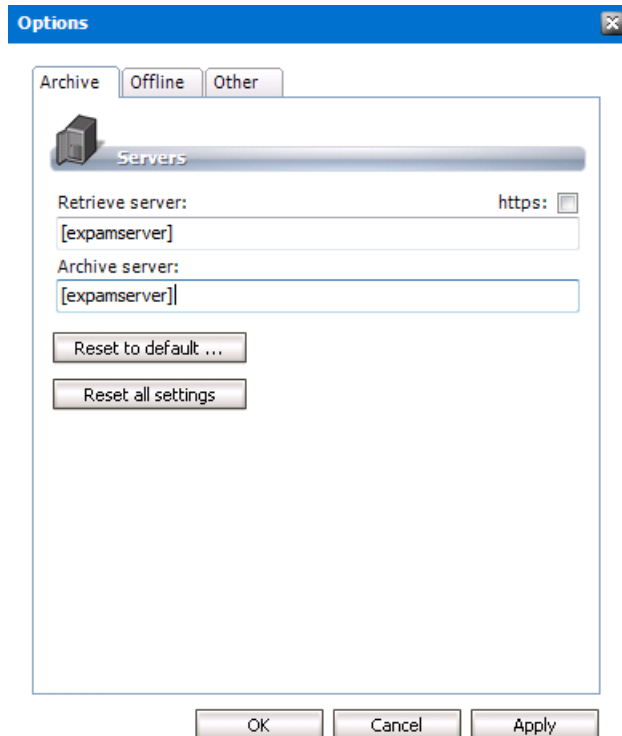 Options
Archive Offline Other
Servers
Retrieve server: https:
[expamserver]
Archive server:
[expamserver]
Reset to default ...
Reset all settings
OK Cancel Apply